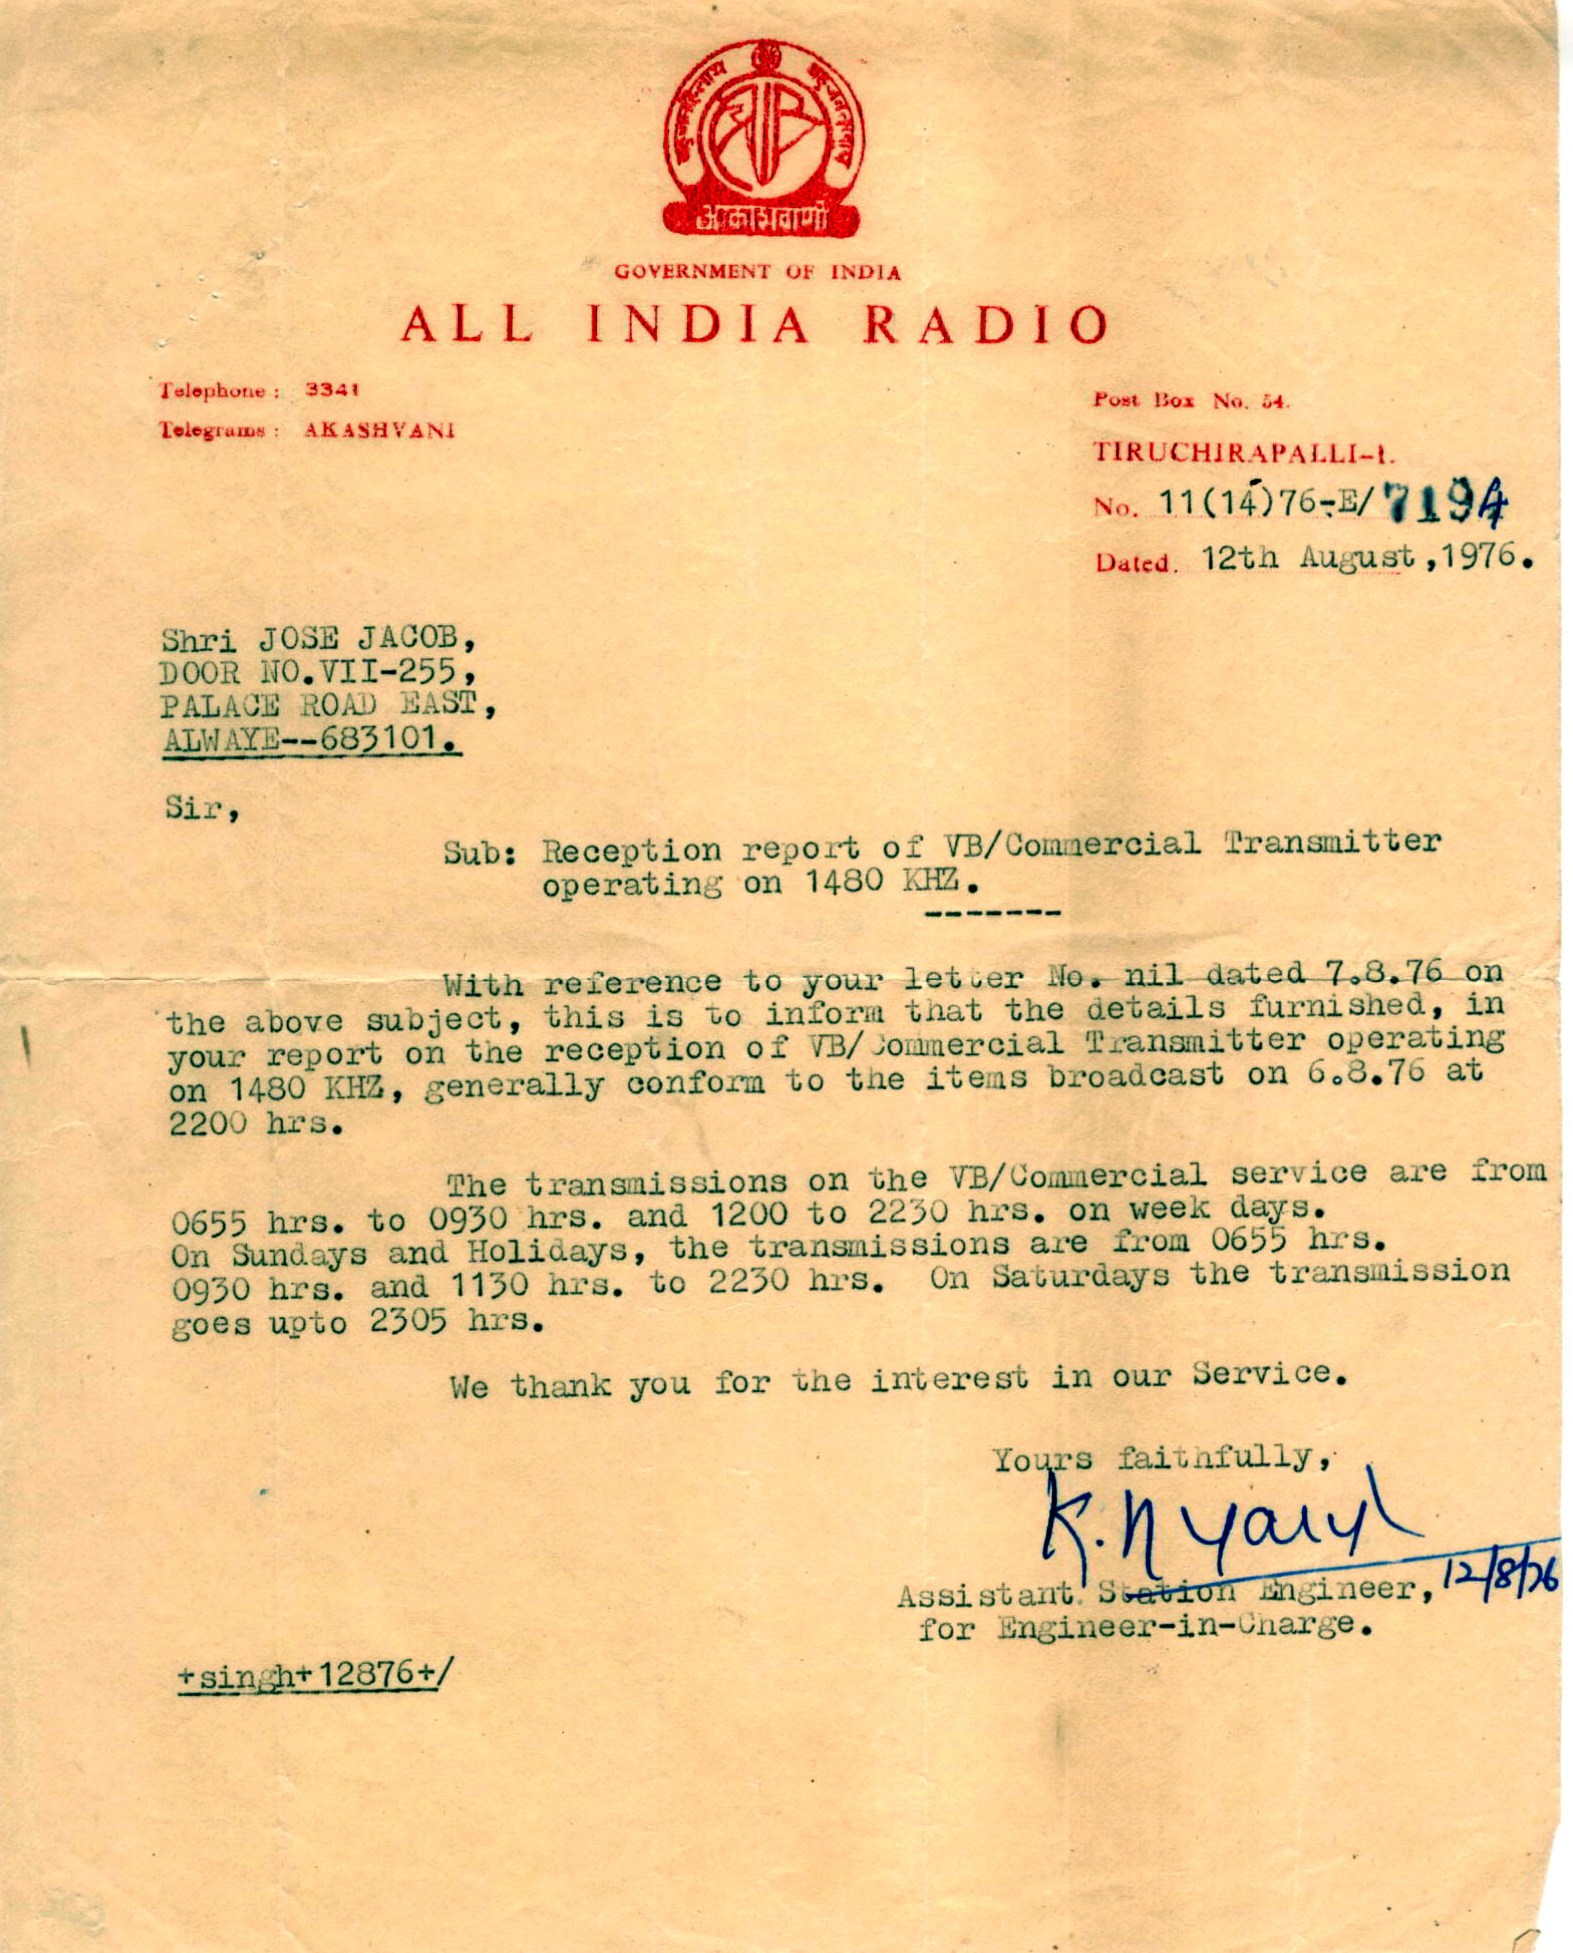 बहुजनहिताय बहुजनसुखाय
आकाशवाणी
GOVERNMENT OF INDIA
ALL INDIA RADIO
Telephone : 3341
Telegrams : AKASHVANI
Post Box No. 54.
TIRUCHIRAPALLI-1.
No. 11(14)76-E/7194
Dated. 12th August,1976.
Shri JOSE JACOB,
DOOR NO.VII-255,
PALACE ROAD EAST,
ALWAYE--683101.
Sir,
Sub: Reception report of VB/Commercial Transmitter
operating on 1480 KHZ.
-------
With reference to your letter No. nil dated 7.8.76 on
the above subject, this is to inform that the details furnished, in
your report on the reception of VB/Commercial Transmitter operating
on 1480 KHZ, generally conform to the items broadcast on 6.8.76 at
2200 hrs.
The transmissions on the VB/Commercial service are from
0655 hrs. to 0930 hrs. and 1200 to 2230 hrs. on week days.
On Sundays and Holidays, the transmissions are from 0655 hrs.
0930 hrs. and 1130 hrs. to 2230 hrs. On Saturdays the transmission
goes upto 2305 hrs.
We thank you for the interest in our Service.
Yours faithfully,
12/8/76
Assistant Station Engineer,
for Engineer-in-Charge.
+singh+12876+/